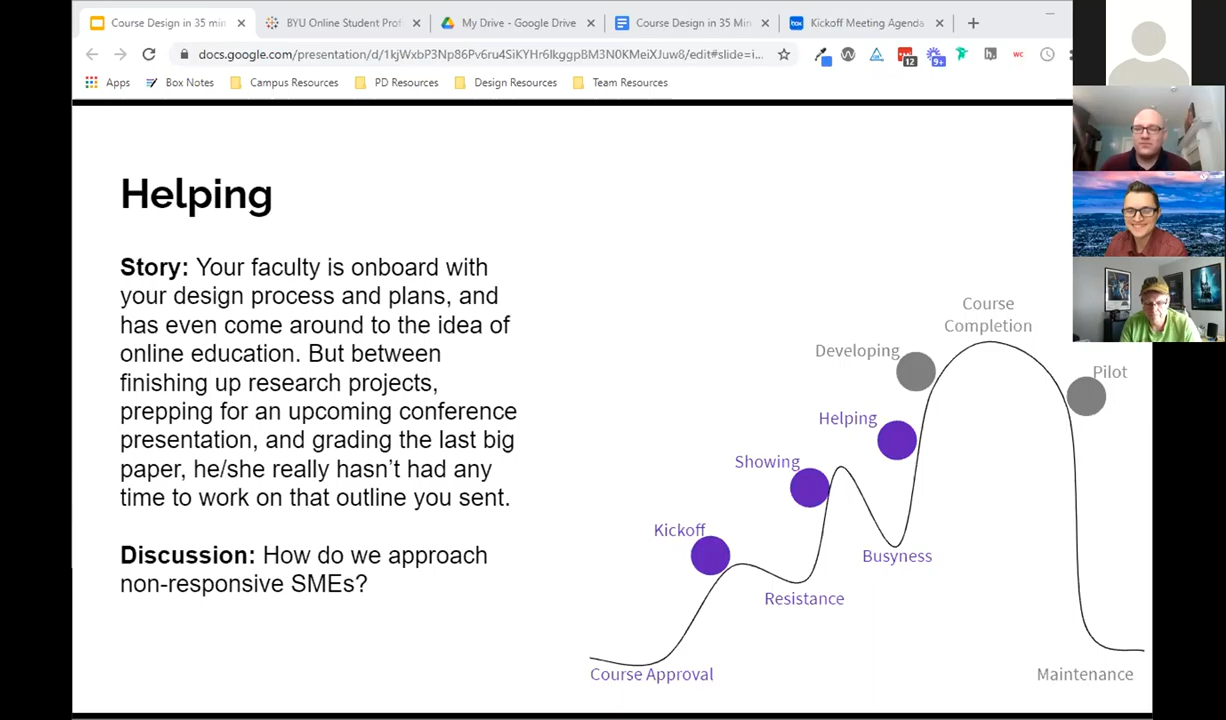 Course Design in 35 min
BYU Online Student Prof
My Drive - Google Drive
Course Design in 35 Min
Kickoff Meeting Agenda
docs.google.com/presentation/d/1kjWxbP3Np86Pv6ru4SiKYHr6lkggpBM3N0KMeiXJuw8/edit#slide=i...
12
9+
WC
Apps
Box Notes
Campus Resources
PD Resources
Design Resources
Team Resources
Helping
Story: Your faculty is onboard with
your design process and plans, and
has even come around to the idea of
online education. But between
finishing up research projects,
prepping for an upcoming conference
presentation, and grading the last big
paper, he/she really hasn't had any
time to work on that outline you sent.
Discussion: How do we approach
non-responsive SMEs?
Course
Completion
Developing
Pilot
Helping
Showing
Kickoff
Busyness
Resistance
Course Approval
Maintenance